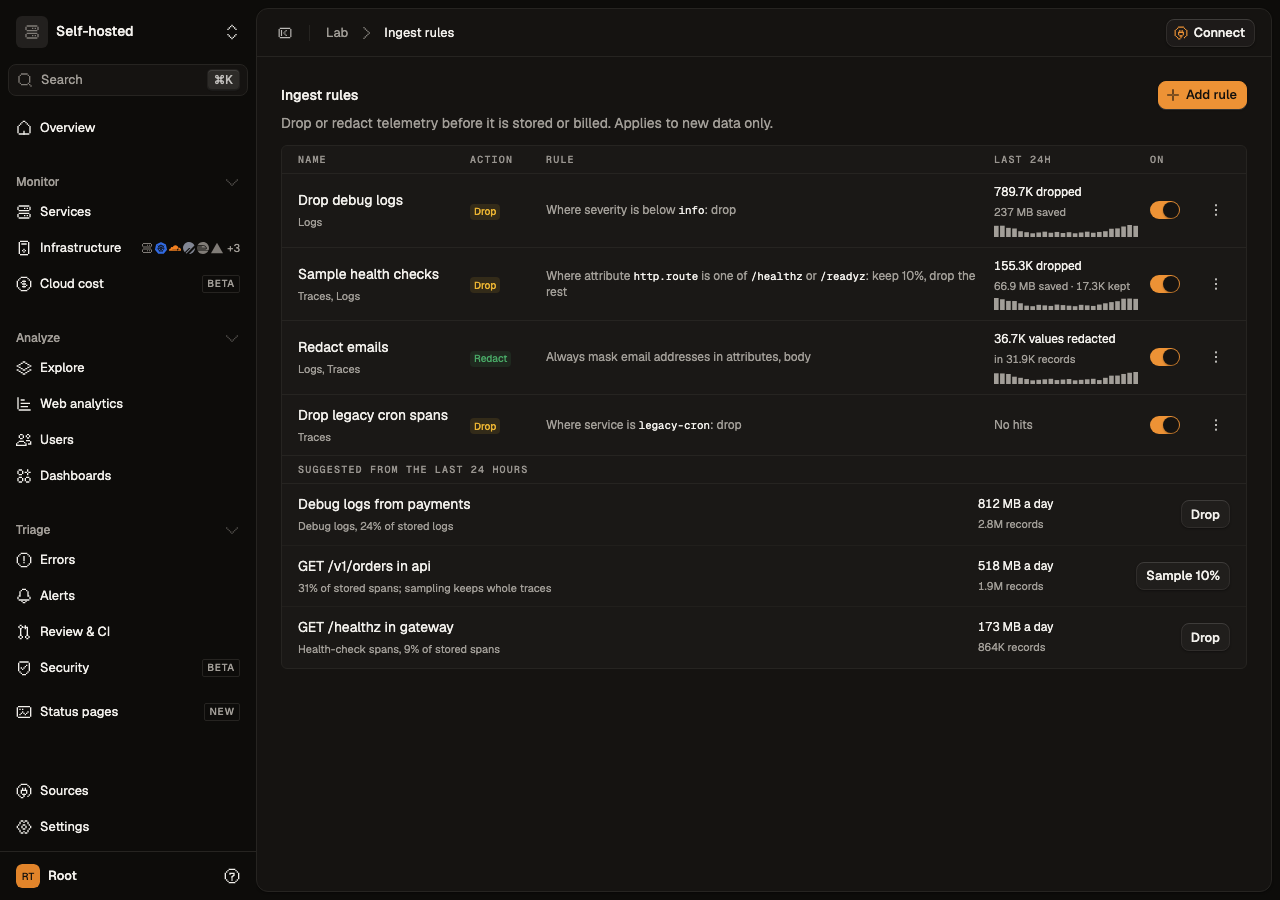 Self-hosted
Search
⌘K
Overview
Monitor
Services
Infrastructure +3
Cloud cost BETA
Analyze
Explore
Web analytics
Users
Dashboards
Triage
Errors
Alerts
Review & CI
Security BETA
Status pages NEW
Sources
Settings
RT Root
Lab Ingest rules
Connect
Ingest rules
Add rule
Drop or redact telemetry before it is stored or billed. Applies to new data only.
NAME ACTION RULE LAST 24H ON
Drop debug logs
Logs
Drop
Where severity is below info: drop
789.7K dropped
237 MB saved
Sample health checks
Traces, Logs
Drop
Where attribute http.route is one of /healthz or /readyz: keep 10%, drop the
rest
155.3K dropped
66.9 MB saved · 17.3K kept
Redact emails
Logs, Traces
Redact
Always mask email addresses in attributes, body
36.7K values redacted
in 31.9K records
Drop legacy cron spans
Traces
Drop
Where service is legacy-cron: drop
No hits
SUGGESTED FROM THE LAST 24 HOURS
Debug logs from payments
Debug logs, 24% of stored logs
812 MB a day
2.8M records
Drop
GET /v1/orders in api
31% of stored spans; sampling keeps whole traces
518 MB a day
1.9M records
Sample 10%
GET /healthz in gateway
Health-check spans, 9% of stored spans
173 MB a day
864K records
Drop